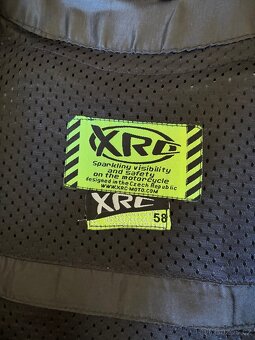 XRC
Sparkling visibility
and safety
on the motorcycle
designed in the Czech Republic
WWW.XRC-MOTO.COM
XRC
58